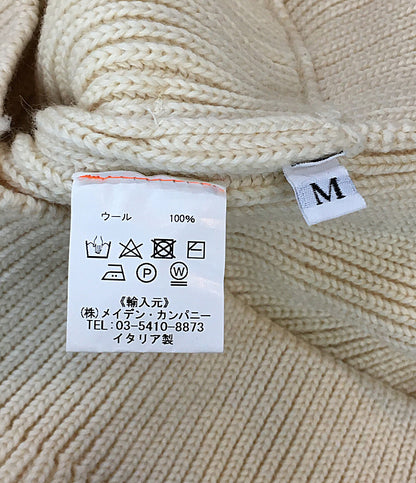 ウール 100%
M
P
W
《輸入元》
(株)メイデン・カンパニー
TEL:03-5410-8873
イタリア製